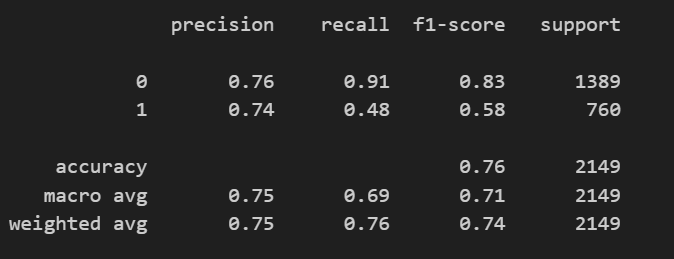 precision recall f1-score support
0 0.76 0.91 0.83 1389
1 0.74 0.48 0.58 760
accuracy 0.76 2149
macro avg 0.75 0.69 0.71 2149
weighted avg 0.75 0.76 0.74 2149